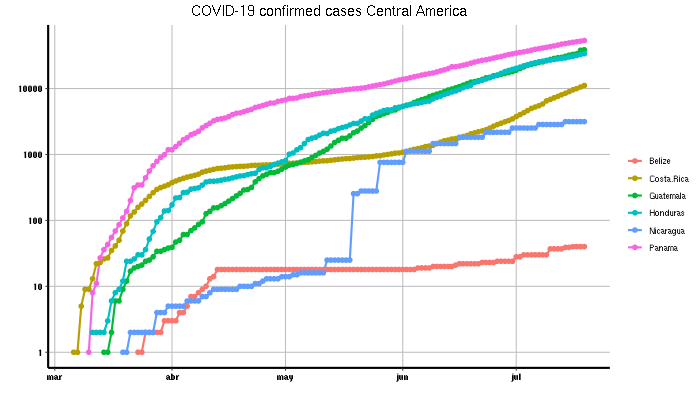 COVID-19 confirmed cases Central America
10000
1000
100
10
1
mar
abr
may
jun
jul
Belize
Costa.Rica
Guatemala
Honduras
Nicaragua
Panama